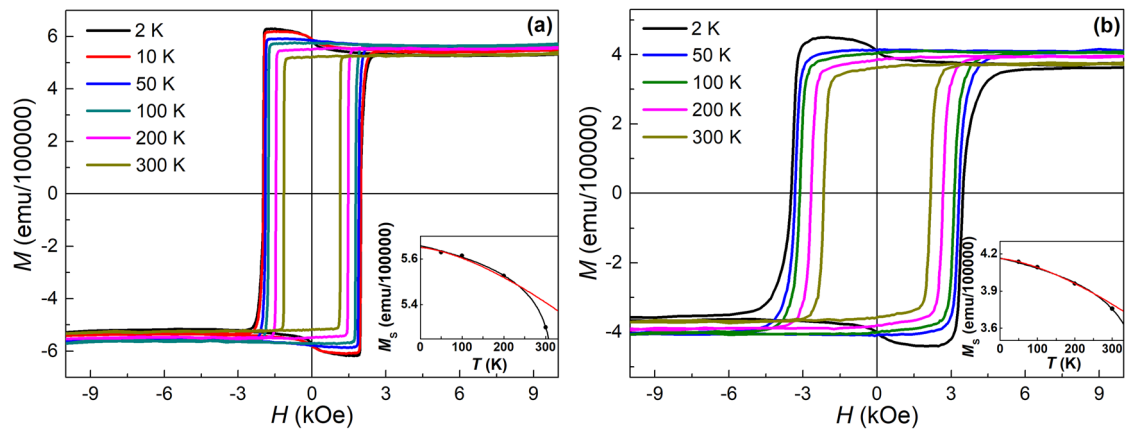 (a)
2 K
10 K
50 K
100 K
200 K
300 K
6
4
2
0
-2
-4
-6
M (emu/100000)
-9 -6 -3 0 3 6 9
H (kOe)
5.6
5.4
Ms (emu/100000)
0 100 200 300
T (K)
(b)
2 K
50 K
100 K
200 K
300 K
4
2
0
-2
-4
M (emu/100000)
-9 -6 -3 0 3 6 9
H (kOe)
4.2
3.9
3.6
Ms (emu/100000)
0 100 200 300
T (K)